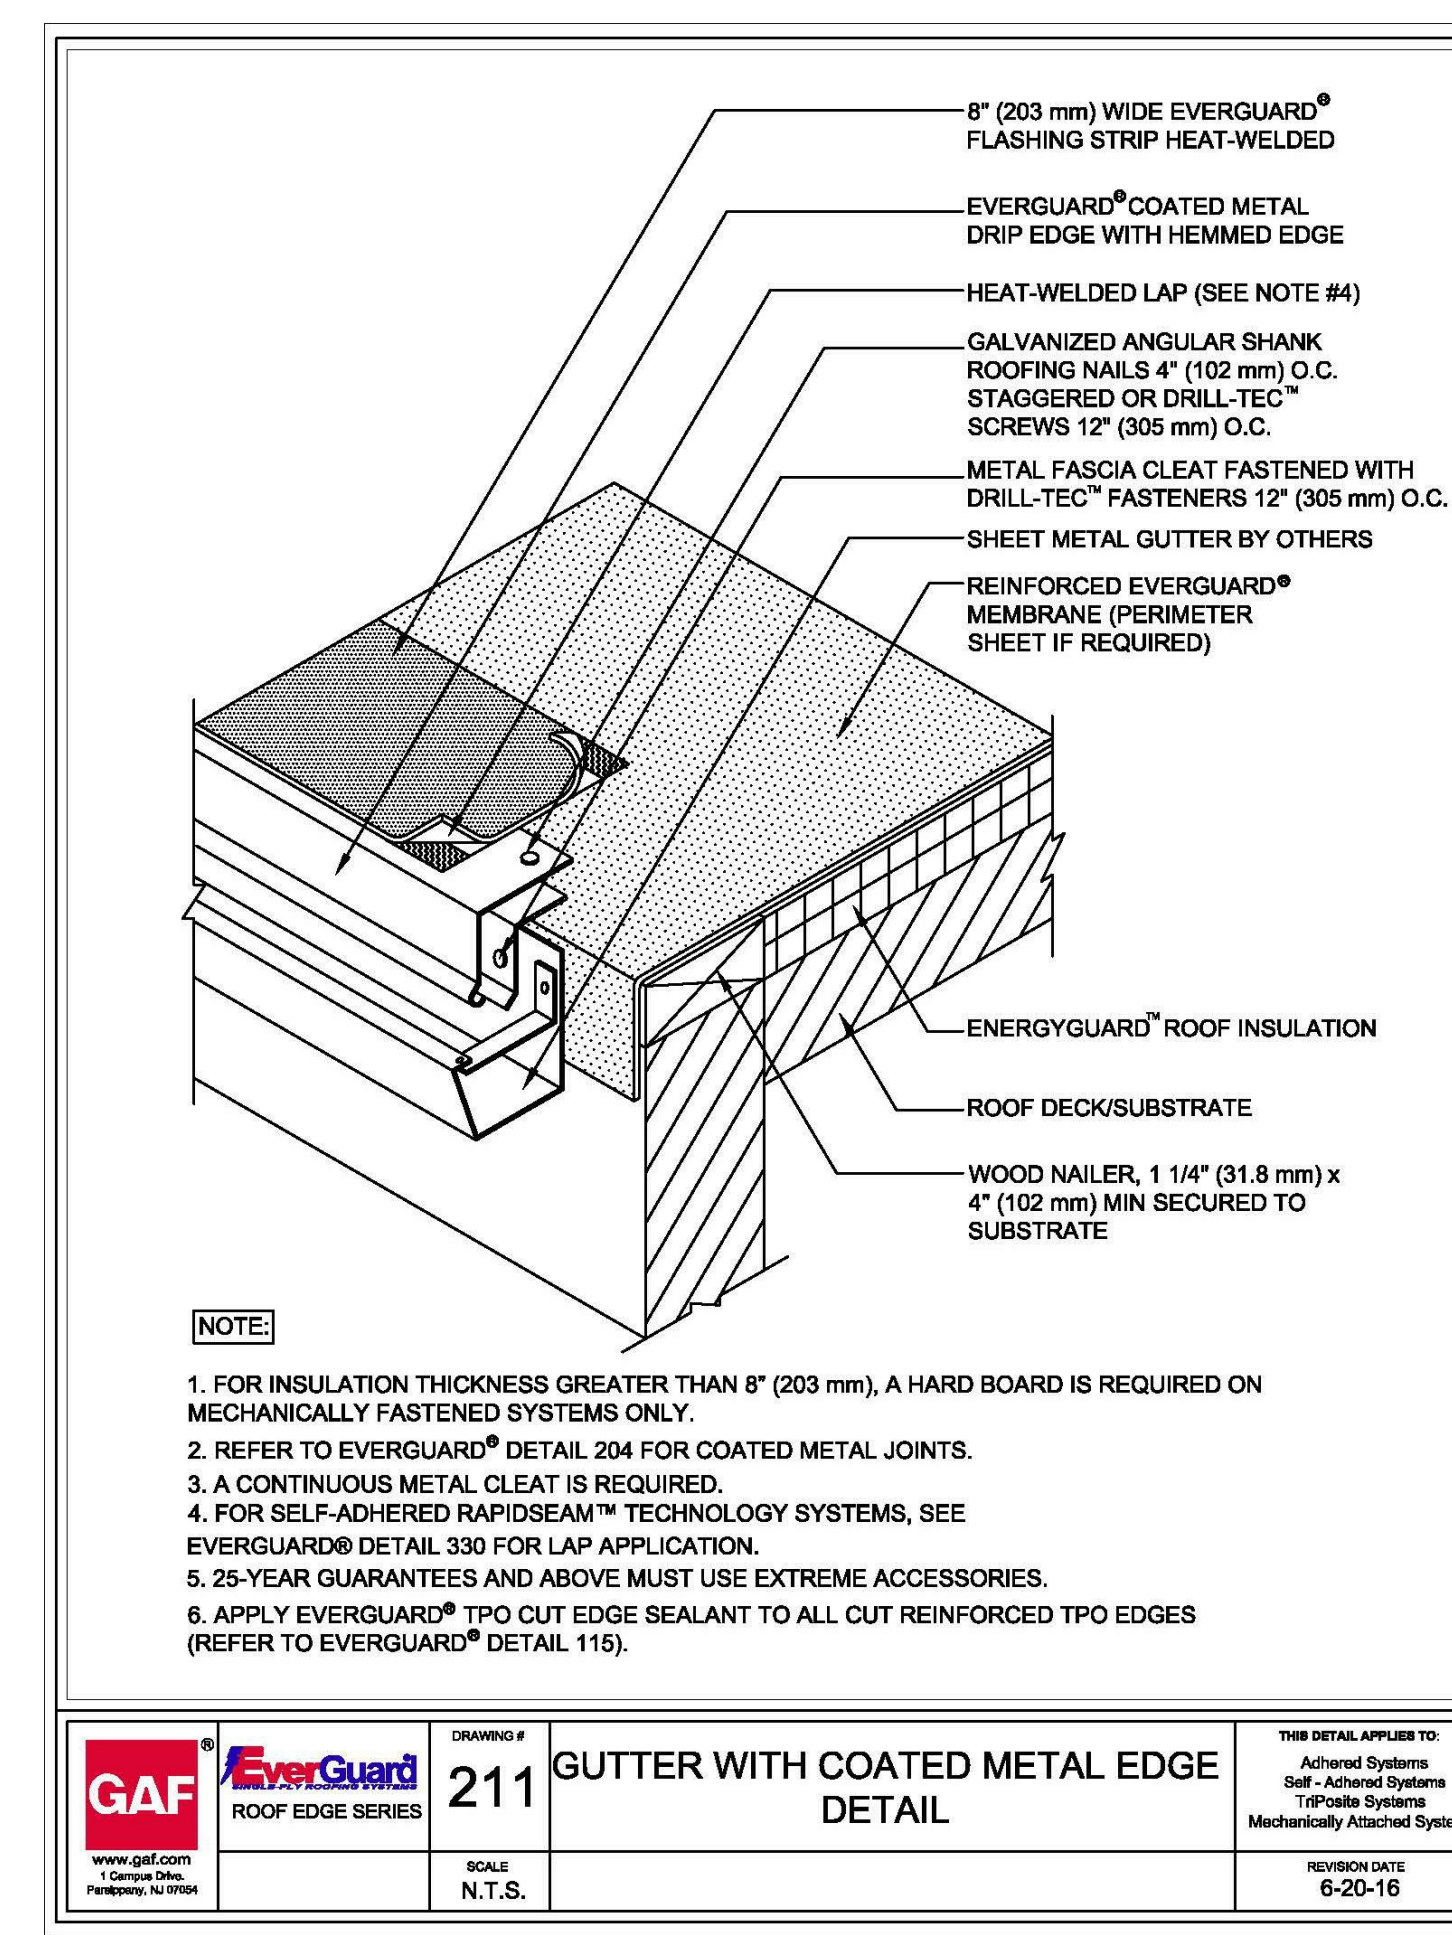 8" (203 mm) WIDE EVERGUARD®
FLASHING STRIP HEAT-WELDED
EVERGUARD® COATED METAL
DRIP EDGE WITH HEMMED EDGE
HEAT-WELDED LAP (SEE NOTE #4)
GALVANIZED ANGULAR SHANK
ROOFING NAILS 4" (102 mm) O.C.
STAGGERED OR DRILL-TEC™
SCREWS 12" (305 mm) O.C.
METAL FASCIA CLEAT FASTENED WITH
DRILL-TEC™ FASTENERS 12" (305 mm) O.C.
SHEET METAL GUTTER BY OTHERS
REINFORCED EVERGUARD®
MEMBRANE (PERIMETER
SHEET IF REQUIRED)
ENERGYGUARD™ ROOF INSULATION
ROOF DECK/SUBSTRATE
WOOD NAILER, 1 1/4" (31.8 mm) x
4" (102 mm) MIN SECURED TO
SUBSTRATE
NOTE:
1. FOR INSULATION THICKNESS GREATER THAN 8" (203 mm), A HARD BOARD IS REQUIRED ON
MECHANICALLY FASTENED SYSTEMS ONLY.
2. REFER TO EVERGUARD® DETAIL 204 FOR COATED METAL JOINTS.
3. A CONTINUOUS METAL CLEAT IS REQUIRED.
4. FOR SELF-ADHERED RAPIDSEAM™ TECHNOLOGY SYSTEMS, SEE
EVERGUARD® DETAIL 330 FOR LAP APPLICATION.
5. 25-YEAR GUARANTEES AND ABOVE MUST USE EXTREME ACCESSORIES.
6. APPLY EVERGUARD® TPO CUT EDGE SEALANT TO ALL CUT REINFORCED TPO EDGES
(REFER TO EVERGUARD® DETAIL 115).
GAF®
www.gaf.com
1 Campus Drive.
Parsippany, NJ 07054
EverGuard
SINGLE-PLY ROOFING SYSTEMS
ROOF EDGE SERIES
DRAWING #
211
SCALE
N.T.S.
GUTTER WITH COATED METAL EDGE
DETAIL
THIS DETAIL APPLIES TO:
Adhered Systems
Self - Adhered Systems
TriPosite Systems
Mechanically Attached Syste
REVISION DATE
6-20-16